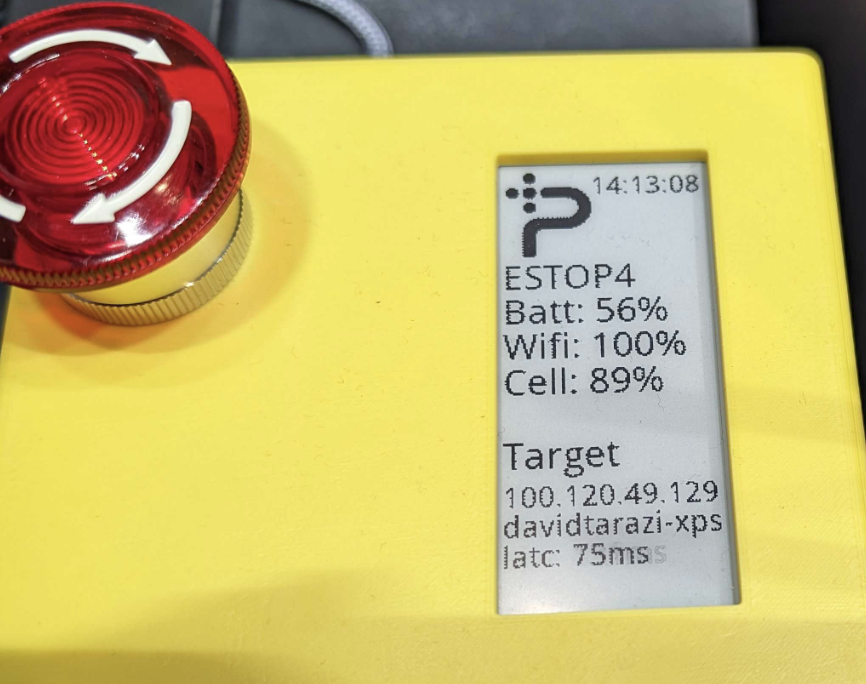 14:13:08
ESTOP4
Batt: 56%
Wifi: 100%
Cell: 89%
Target
100.120.49.129
davidtarazi-xps
latc: 75ms